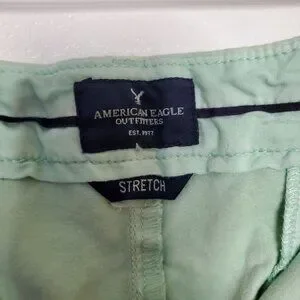 AMERICAN EAGLE
OUTFITTERS
EST. 1977
STRETCH